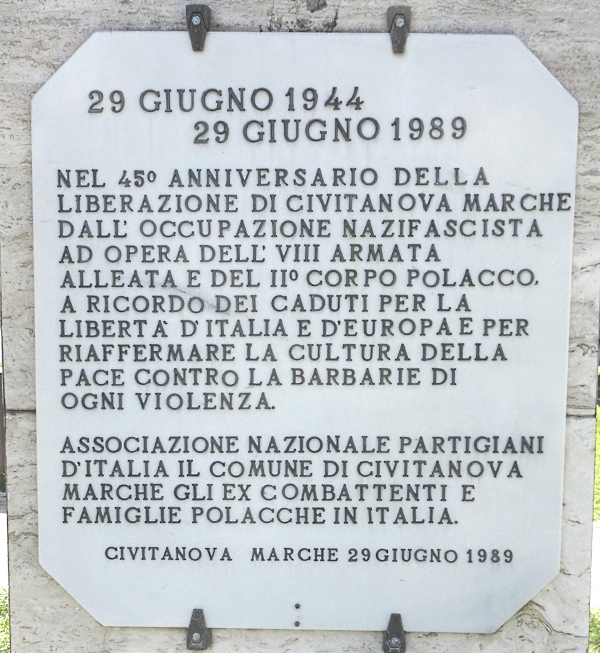 29 GIUGNO 1944
29 GIUGNO 1989
NEL 45º ANNIVERSARIO DELLA
LIBERAZIONE DI CIVITANOVA MARCHE
DALL' OCCUPAZIONE NAZIFASCISTA
AD OPERA DELL' VIII ARMATA
ALLEATA E DEL IIº CORPO POLACCO,
A RICORDO DEI CADUTI PER LA
LIBERTA' D'ITALIA E D'EUROPA E PER
RIAFFERMARE LA CULTURA DELLA
PACE CONTRO LA BARBARIE DI
OGNI VIOLENZA.
ASSOCIAZIONE NAZIONALE PARTIGIANI
D'ITALIA IL COMUNE DI CIVITANOVA
MARCHE GLI EX COMBATTENTI E
FAMIGLIE POLACCHE IN ITALIA.
CIVITANOVA MARCHE 29 GIUGNO 1989